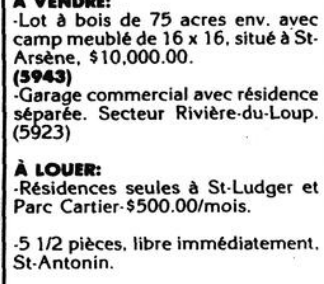 À VENDRE:
-Lot à bois de 75 acres env. avec
camp meublé de 16 x 16, situé à St-
Arsène, $10,000.00.
(5943)
-Garage commercial avec résidence
séparée. Secteur Rivière-du-Loup.
(5923)
À LOUER:
-Résidences seules à St-Ludger et
Parc Cartier-$500.00/mois.
-5 1/2 pièces, libre immédiatement,
St-Antonin.